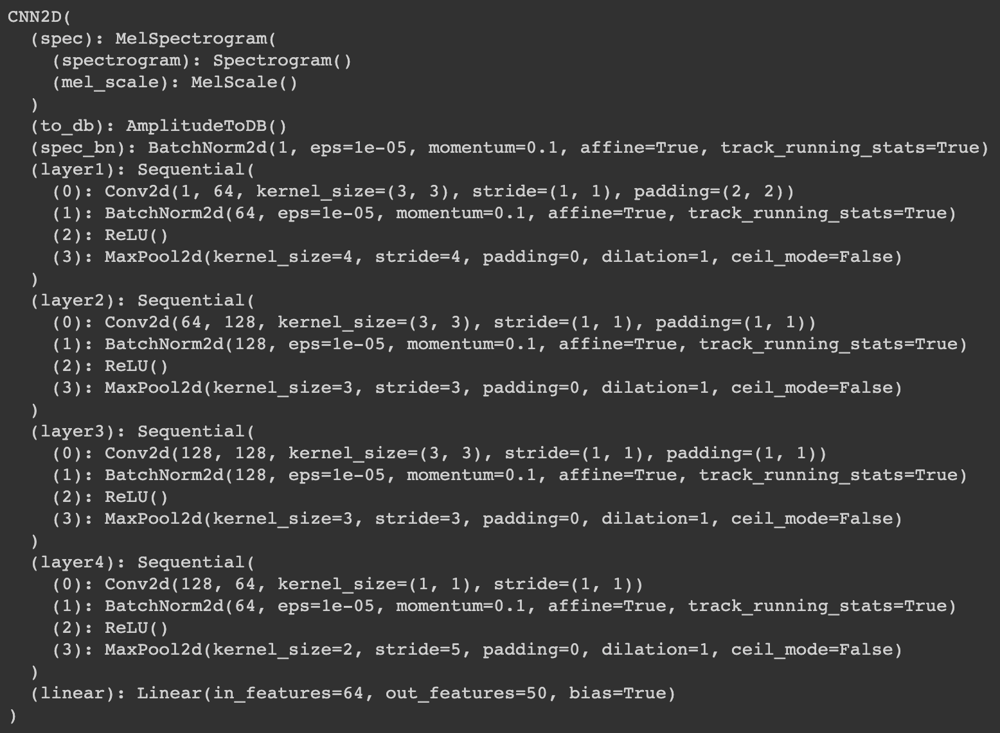 CNN2D(
  (spec): MelSpectrogram(
    (spectrogram): Spectrogram()
    (mel_scale): MelScale()
  )
  (to_db): AmplitudeToDB()
  (spec_bn): BatchNorm2d(1, eps=1e-05, momentum=0.1, affine=True, track_running_stats=True)
  (layer1): Sequential(
    (0): Conv2d(1, 64, kernel_size=(3, 3), stride=(1, 1), padding=(2, 2))
    (1): BatchNorm2d(64, eps=1e-05, momentum=0.1, affine=True, track_running_stats=True)
    (2): ReLU()
    (3): MaxPool2d(kernel_size=4, stride=4, padding=0, dilation=1, ceil_mode=False)
  )
  (layer2): Sequential(
    (0): Conv2d(64, 128, kernel_size=(3, 3), stride=(1, 1), padding=(1, 1))
    (1): BatchNorm2d(128, eps=1e-05, momentum=0.1, affine=True, track_running_stats=True)
    (2): ReLU()
    (3): MaxPool2d(kernel_size=3, stride=3, padding=0, dilation=1, ceil_mode=False)
  )
  (layer3): Sequential(
    (0): Conv2d(128, 128, kernel_size=(3, 3), stride=(1, 1), padding=(1, 1))
    (1): BatchNorm2d(128, eps=1e-05, momentum=0.1, affine=True, track_running_stats=True)
    (2): ReLU()
    (3): MaxPool2d(kernel_size=3, stride=3, padding=0, dilation=1, ceil_mode=False)
  )
  (layer4): Sequential(
    (0): Conv2d(128, 64, kernel_size=(1, 1), stride=(1, 1))
    (1): BatchNorm2d(64, eps=1e-05, momentum=0.1, affine=True, track_running_stats=True)
    (2): ReLU()
    (3): MaxPool2d(kernel_size=2, stride=5, padding=0, dilation=1, ceil_mode=False)
  )
  (linear): Linear(in_features=64, out_features=50, bias=True)
)